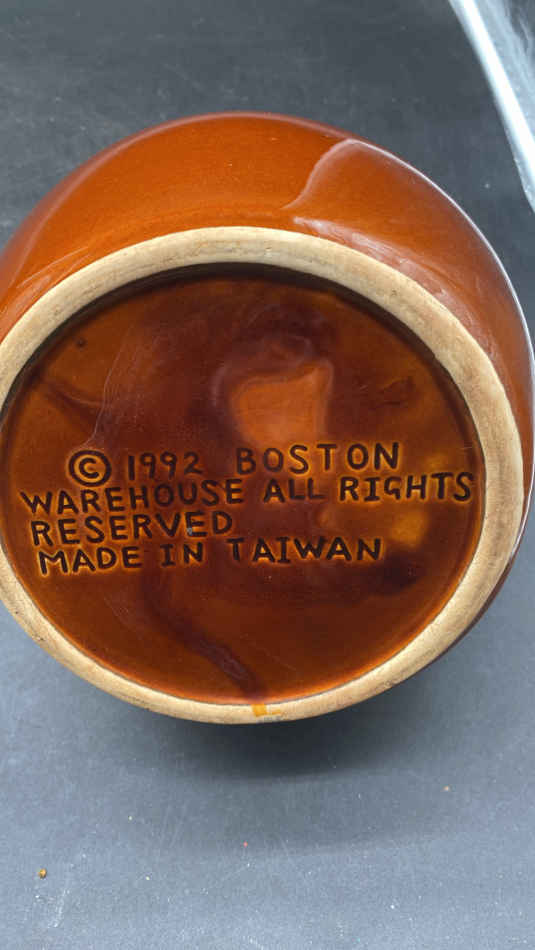 © 1992 BOSTON
WAREHOUSE ALL RIGHTS
RESERVED
MADE IN TAIWAN